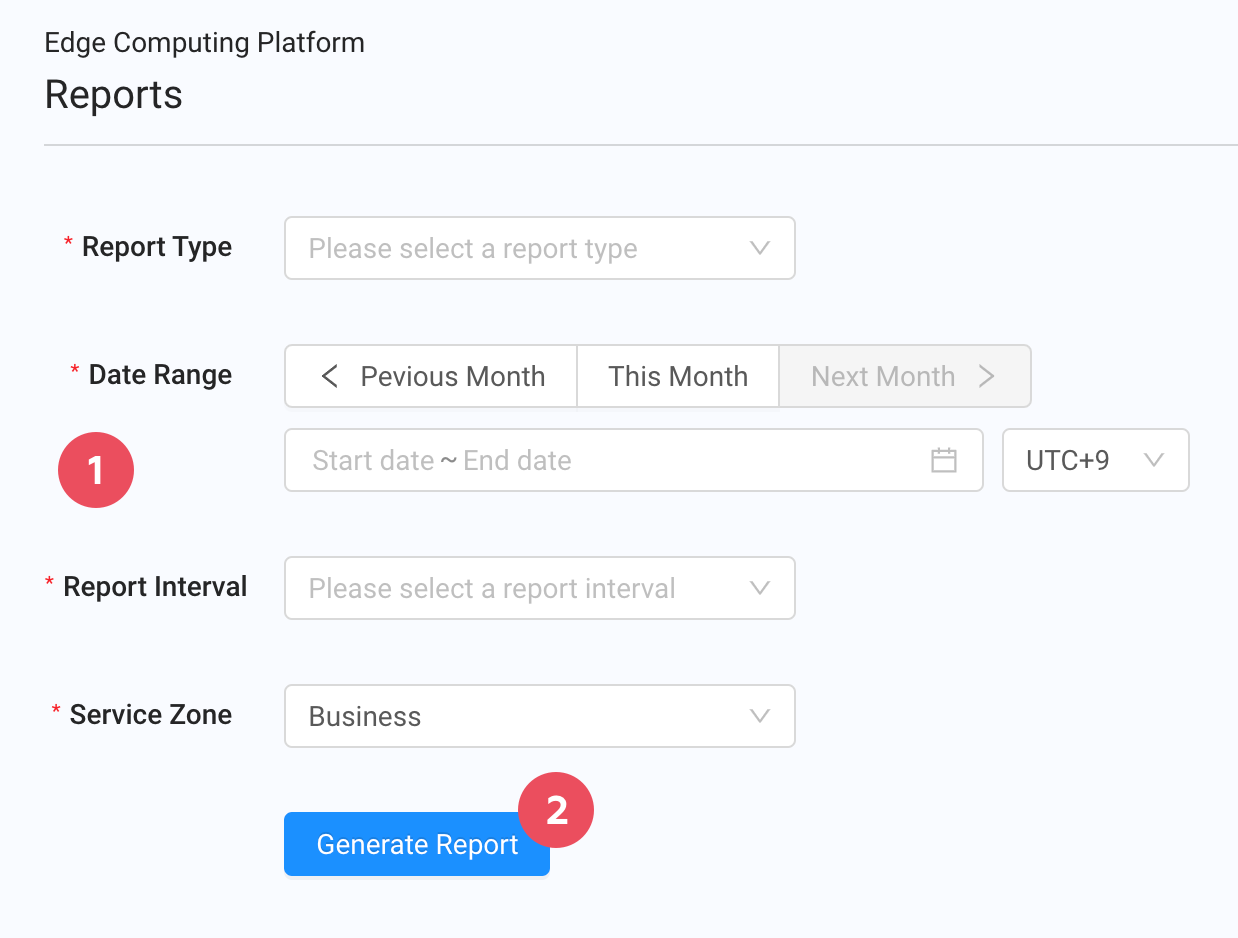 Edge Computing Platform
Reports
* Report Type
Please select a report type
* Date Range
Pevious Month
This Month
Next Month
1
Start date ~ End date
UTC+9
* Report Interval
Please select a report interval
* Service Zone
Business
2
Generate Report